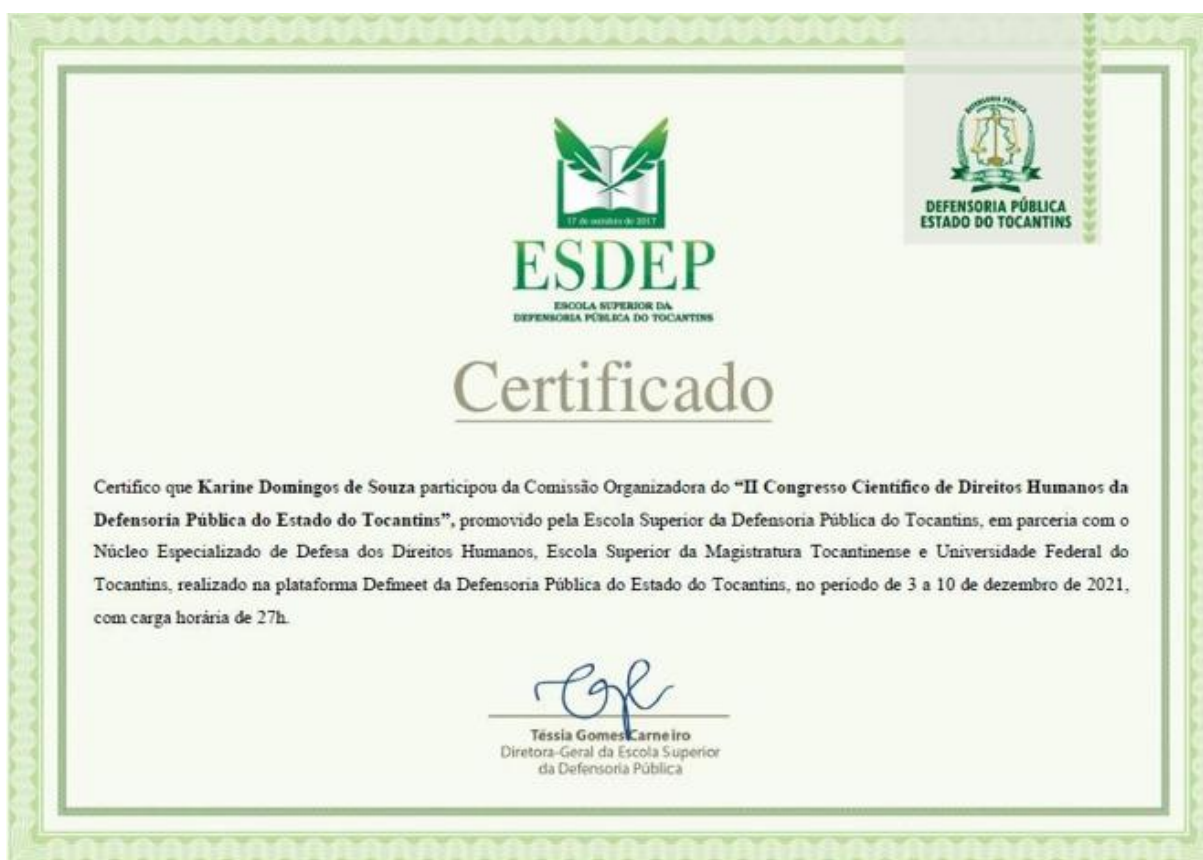 DEFENSORIA PÚBLICA
DEFENSORIA PÚBLICA
ESTADO DO TOCANTINS
17 de outubro de 2017
ESDEP
ESCOLA SUPERIOR DA
DEFENSORIA PÚBLICA DO TOCANTINS
Certificado
Certifico que Karine Domingos de Souza participou da Comissão Organizadora do “II Congresso Científico de Direitos Humanos da
Defensoria Pública do Estado do Tocantins”, promovido pela Escola Superior da Defensoria Pública do Tocantins, em parceria com o
Núcleo Especializado de Defesa dos Direitos Humanos, Escola Superior da Magistratura Tocantinense e Universidade Federal do
Tocantins, realizado na plataforma Defmeet da Defensoria Pública do Estado do Tocantins, no período de 3 a 10 de dezembro de 2021,
com carga horária de 27h.
Téssia Gomes Carneiro
Diretora-Geral da Escola Superior
da Defensoria Pública